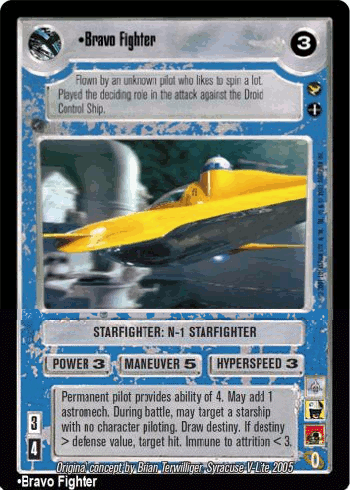 •Bravo Fighter
3
Flown by an unknown pilot who likes to spin a lot.
Played the deciding role in the attack against the Droid
Control Ship.
STARFIGHTER: N-1 STARFIGHTER
POWER 3 MANEUVER 5 HYPERSPEED 3
Permanent pilot provides ability of 4. May add 1
astromech. During battle, may target a starship
with no character piloting. Draw destiny. If destiny
> defense value, target hit. Immune to attrition < 3.
3
4
Original concept by Brian Terwilliger Syracuse V-Lite 2005
•Bravo Fighter